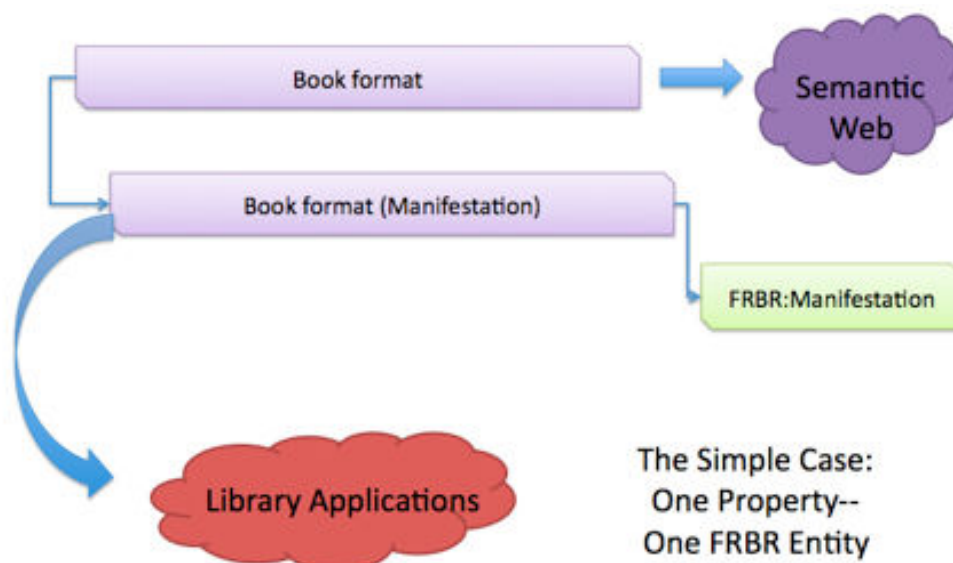 Book format
Semantic
Web
Book format (Manifestation)
FRBR:Manifestation
Library Applications
The Simple Case:
One Property--
One FRBR Entity